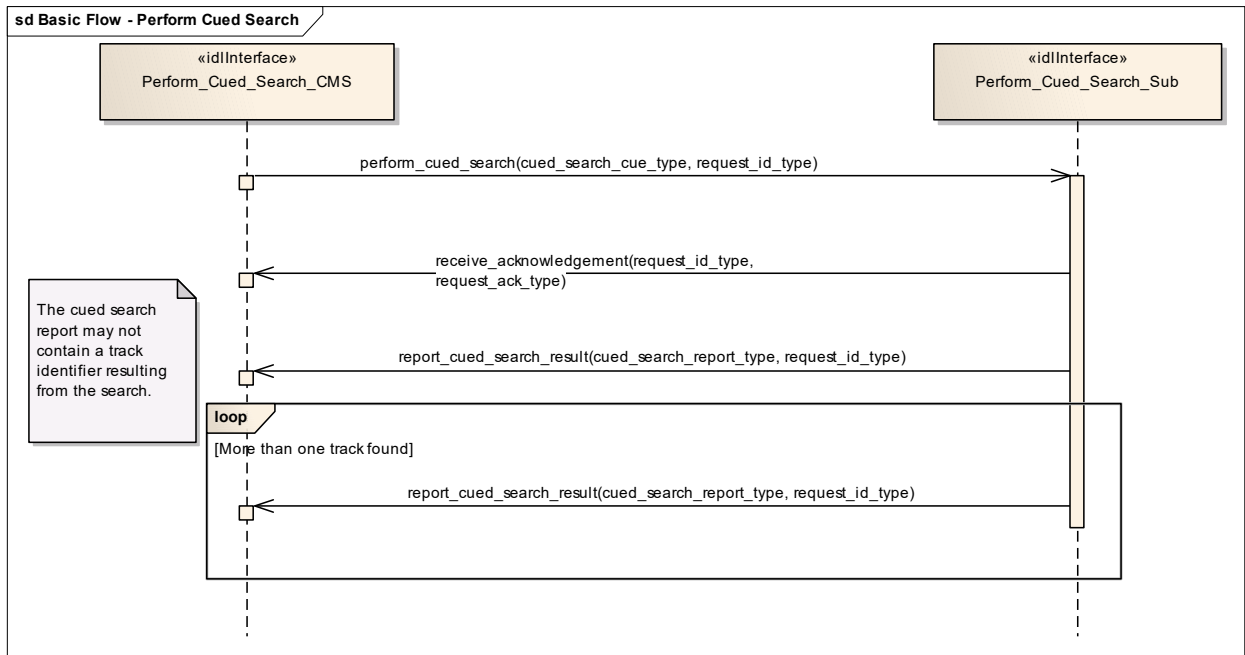 sd Basic Flow - Perform Cued Search
«idlInterface»
Perform_Cued_Search_CMS
«idlInterface»
Perform_Cued_Search_Sub
perform_cued_search(cued_search_cue_type, request_id_type)
receive_acknowledgement(request_id_type,
request_ack_type)
The cued search
report may not
contain a track
identifier resulting
from the search.
report_cued_search_result(cued_search_report_type, request_id_type)
loop
[More than one track found]
report_cued_search_result(cued_search_report_type, request_id_type)